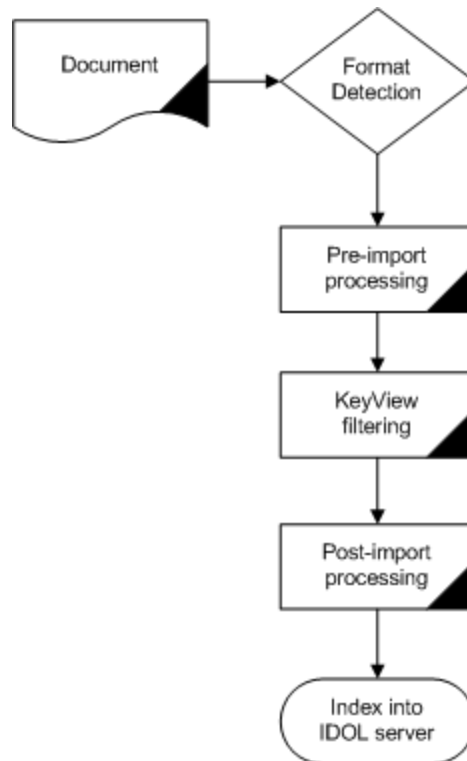 Document
Format
Detection
Pre-import
processing
KeyView
filtering
Post-import
processing
Index into
IDOL server